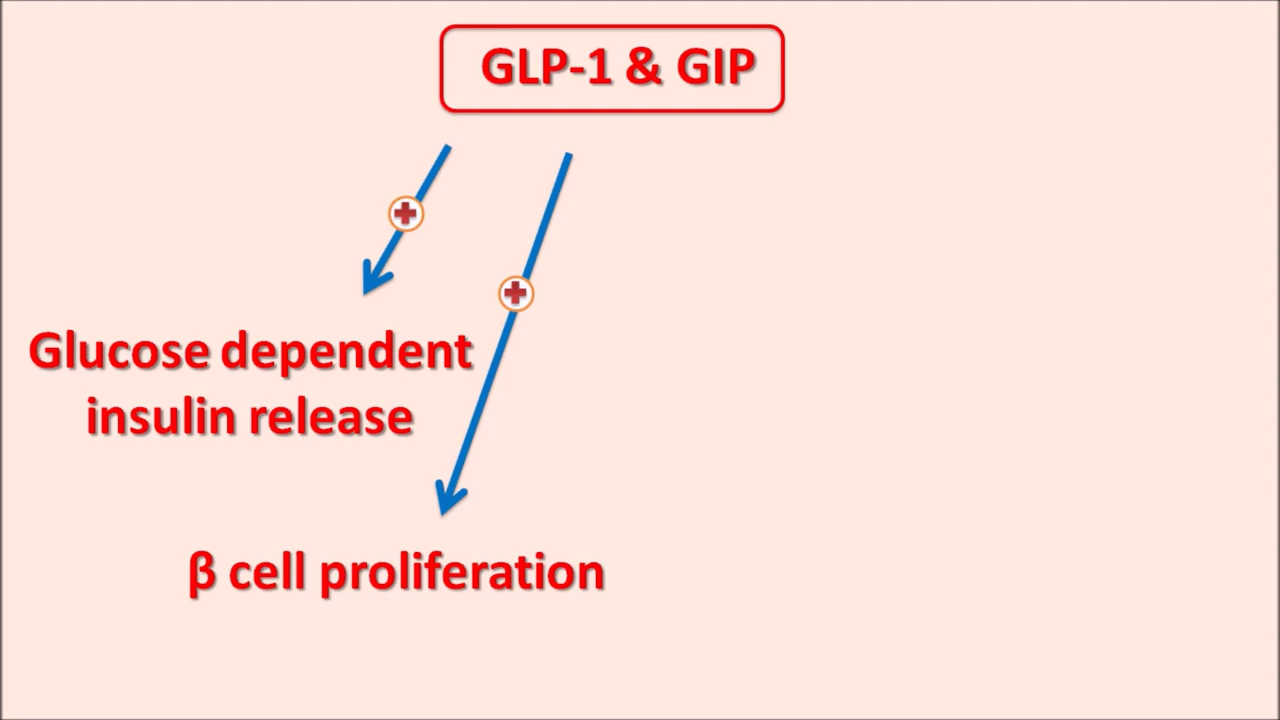 GLP-1 & GIP
Glucose dependent
insulin release
β cell proliferation